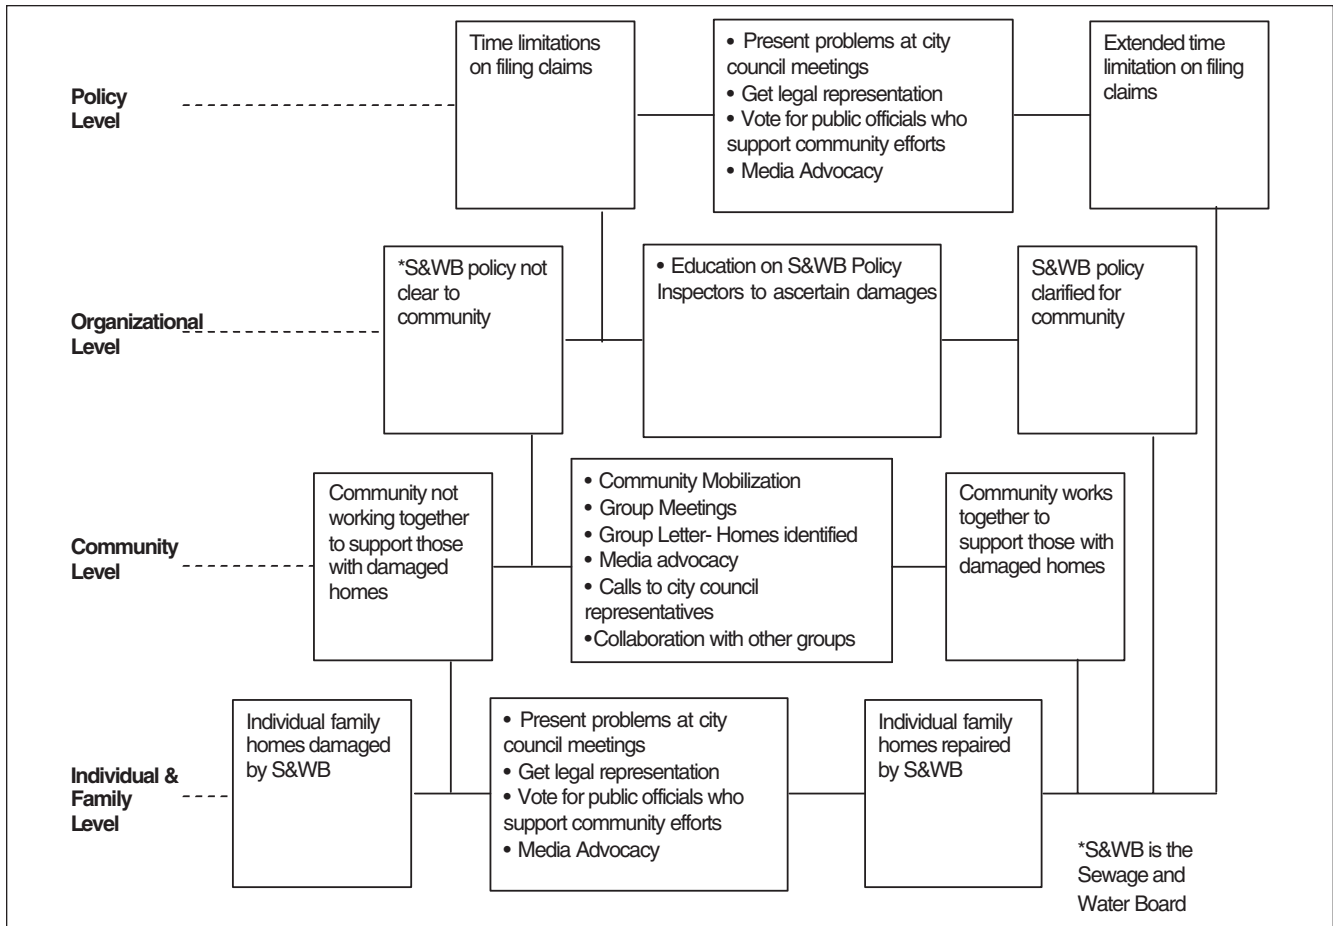 Policy
Level
Time limitations
on filing claims
• Present problems at city
council meetings
• Get legal representation
• Vote for public officials who
support community efforts
• Media Advocacy
Extended time
limitation on filing
claims
Organizational
Level
*S&WB policy not
clear to
community
• Education on S&WB Policy
Inspectors to ascertain damages
S&WB policy
clarified for
community
Community
Level
Community not
working together
to support those
with damaged
homes
• Community Mobilization
• Group Meetings
• Group Letter- Homes identified
• Media advocacy
• Calls to city council
representatives
•Collaboration with other groups
Community works
together to
support those with
damaged homes
Individual &
Family
Level
Individual family
homes damaged
by S&WB
• Present problems at city
council meetings
• Get legal representation
• Vote for public officials who
support community efforts
• Media Advocacy
Individual family
homes repaired
by S&WB
*S&WB is the
Sewage and
Water Board